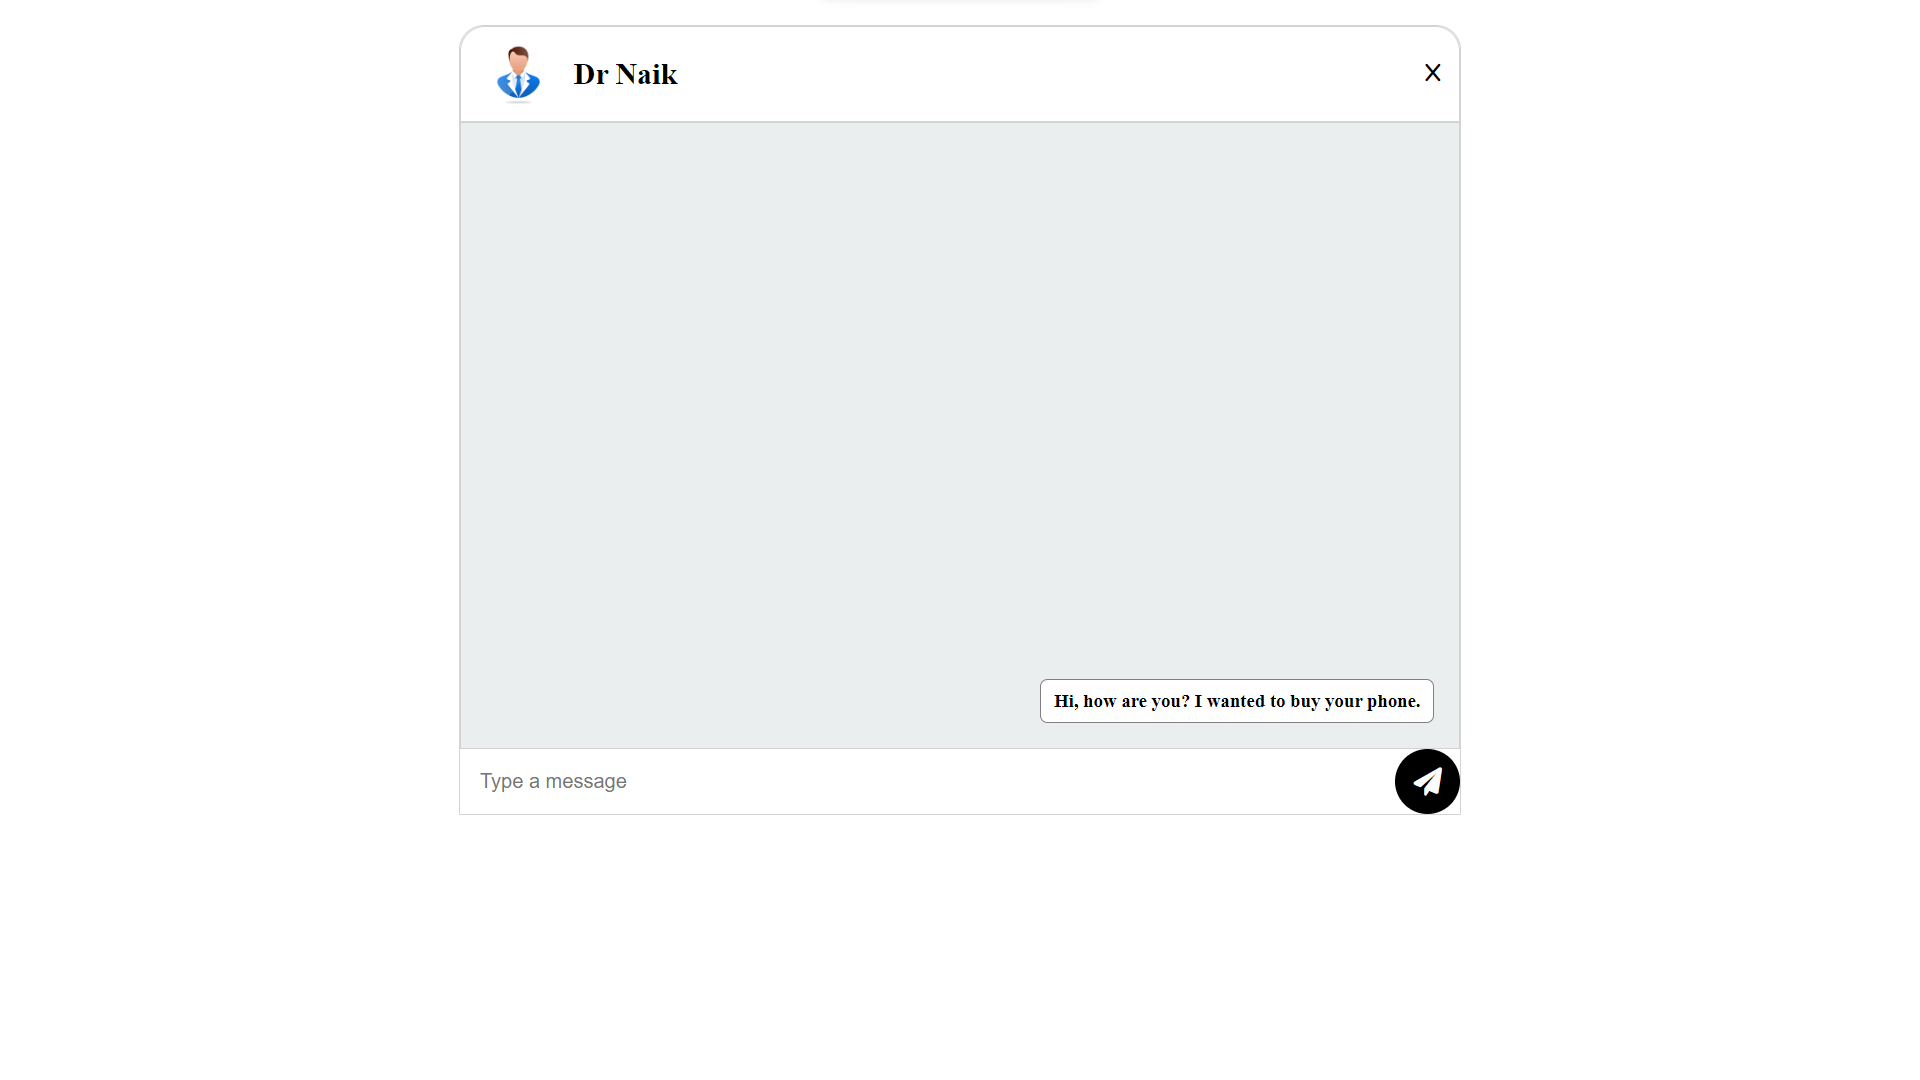 Dr Naik
X
Hi, how are you? I wanted to buy your phone.
Type a message